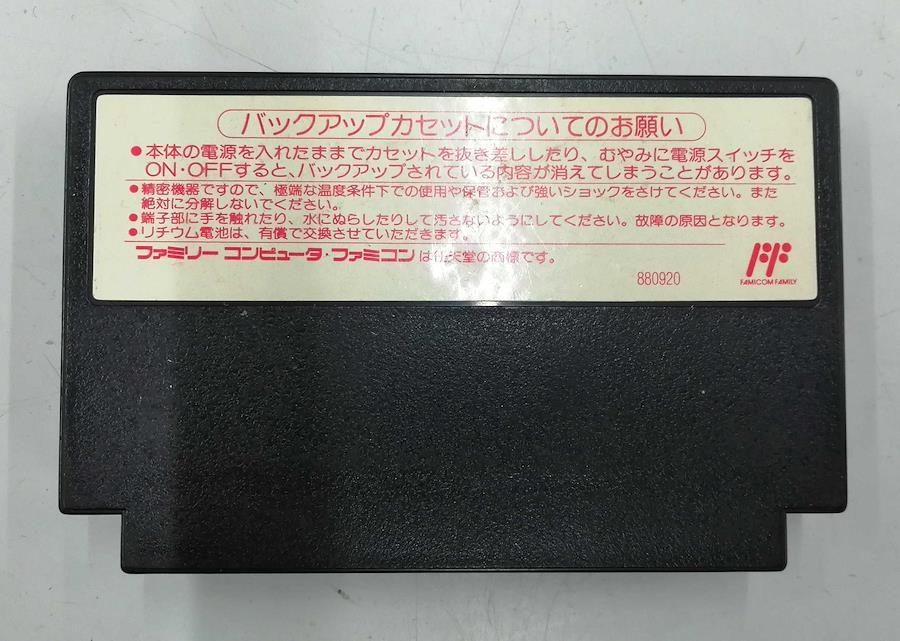 バックアップカセットについてのお願い
●本体の電源を入れたままでカセットを抜き差ししたり、むやみに電源スイッチを
ON・OFFすると、バックアップされている内容が消えてしまうことがあります。
●精密機器ですので、極端な温度条件下での使用や保管および強いショックをさけてください。また
絶対に分解しないでください。
●端子部に手を触れたり、水にぬらしたりして汚さないようにしてください。故障の原因となります。
●リチウム電池は、有償で交換させていただきます。
ファミリーコンピュータ・ファミコンは任天堂の商標です。
880920
FAMICOM FAMILY